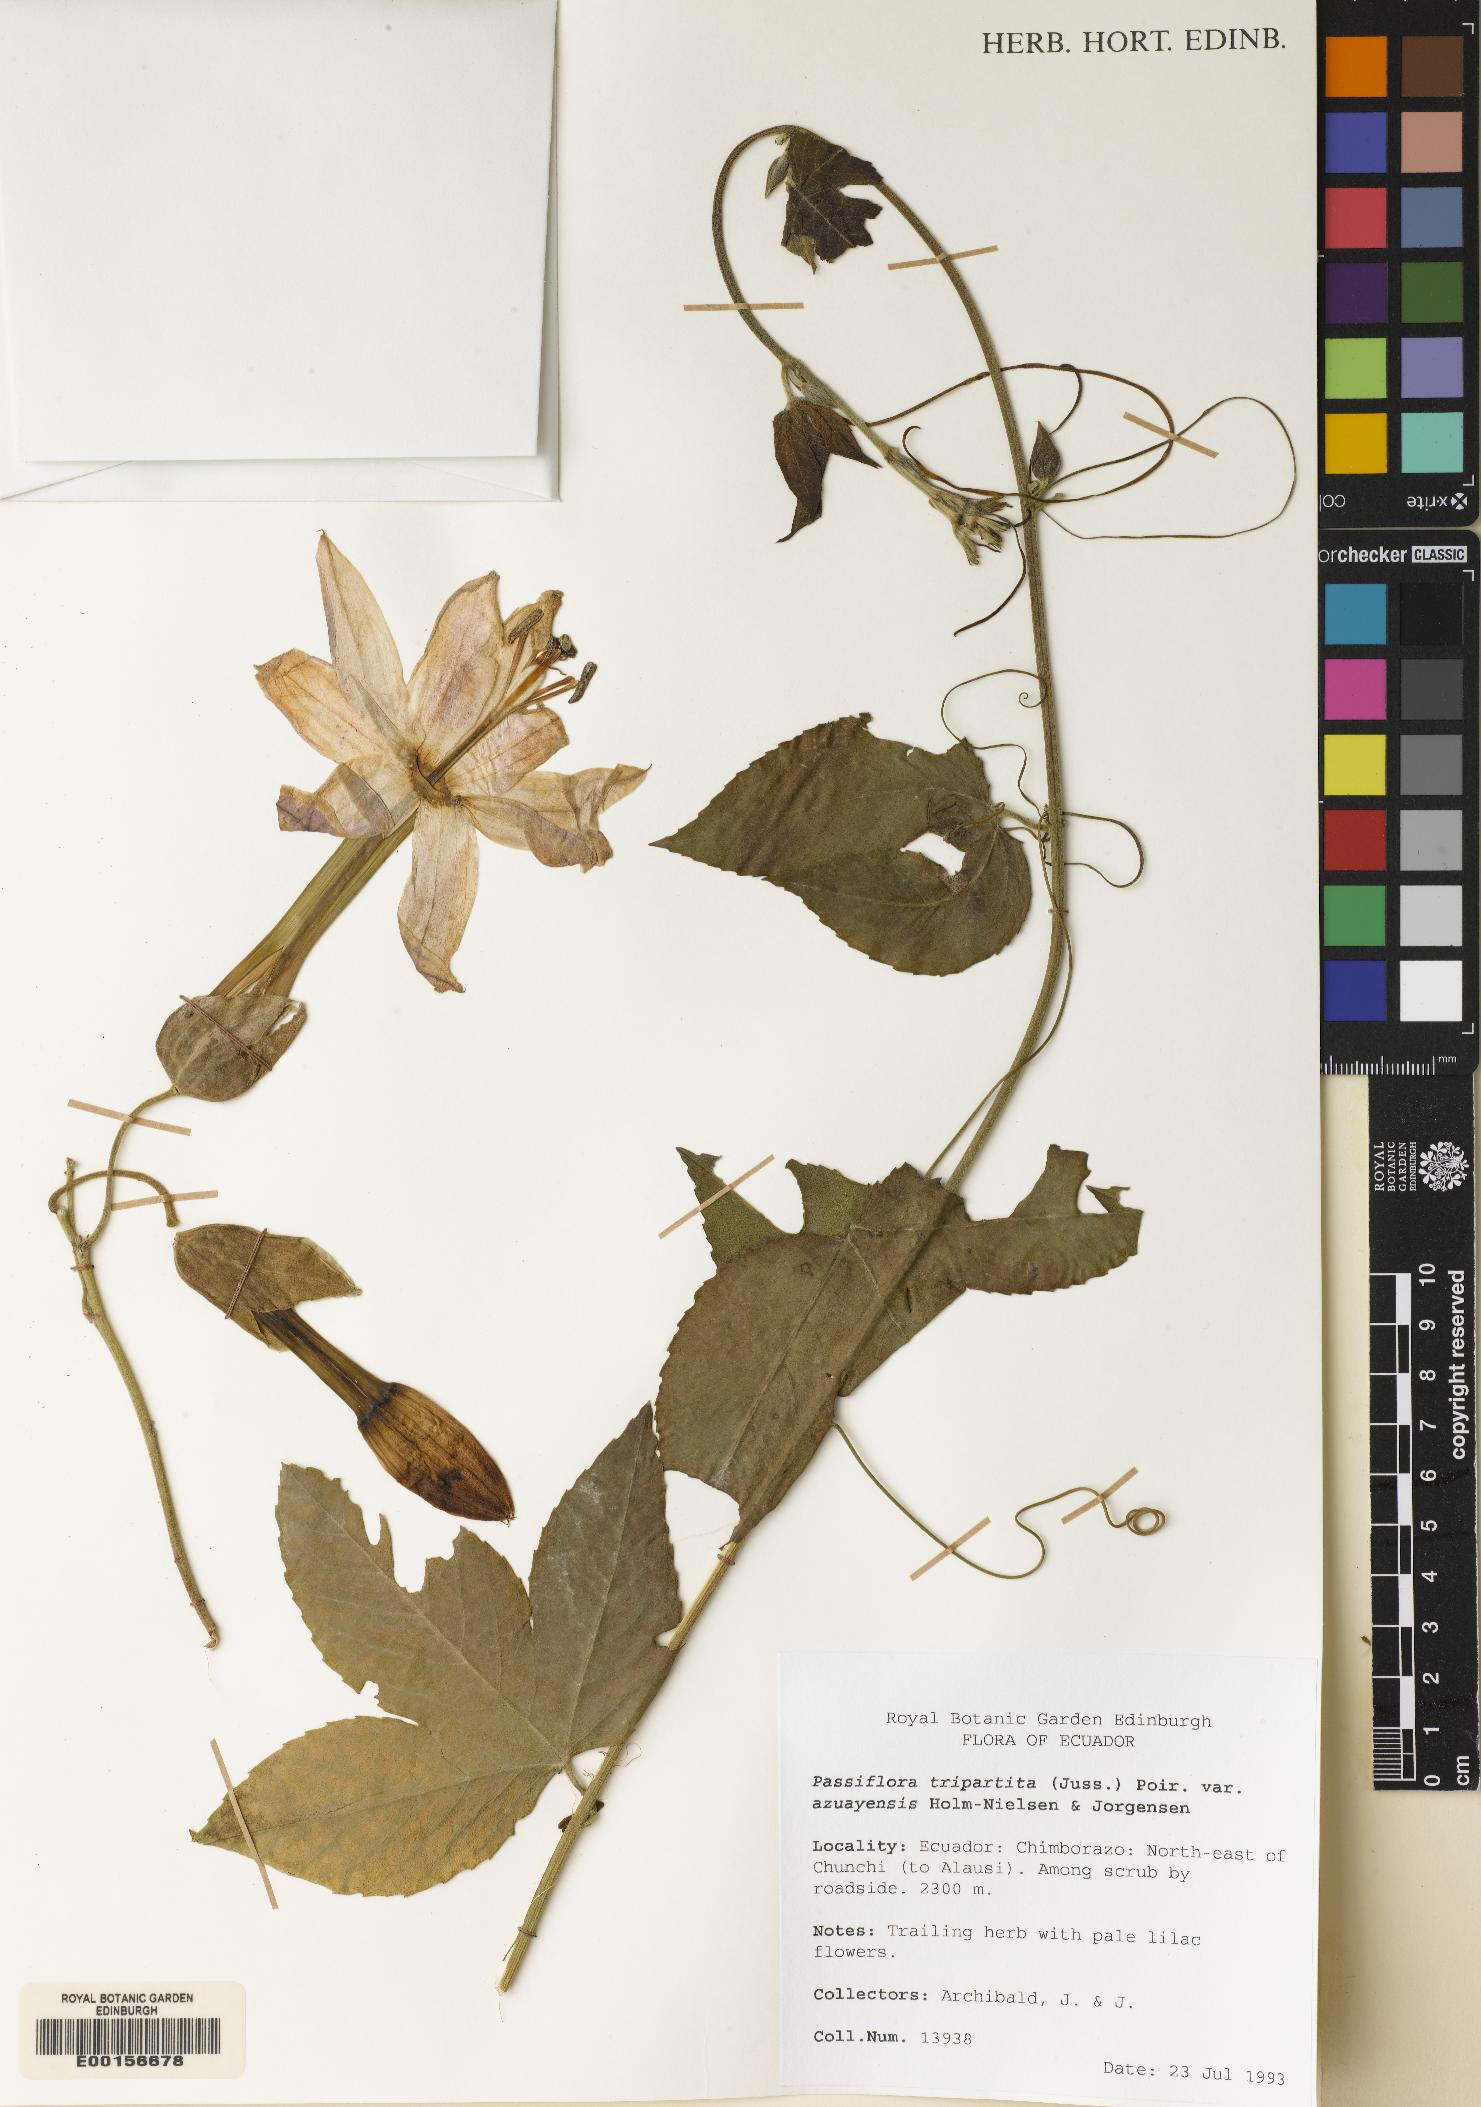 HERB. HORT. EDINB.
x·rite
colorchecker CLASSIC
mm
ROYAL
BOTANIC
GARDEN
EDINBURGH
0 1 2 3 4 5 6 7 8 9 10
cm
copyright reserved
Royal Botanic Garden Edinburgh
FLORA OF ECUADOR
Passiflora tripartita (Juss.) Poir. var.
azuayensis Holm-Nielsen & Jorgensen
Locality: Ecuador: Chimborazo: North-east of
Chunchi (to Alausi). Among scrub by
roadside. 2300 m.
Notes: Trailing herb with pale lilac
flowers.
Collectors: Archibald, J. & J.
Coll.Num. 13938
Date: 23 Jul 1993
ROYAL BOTANIC GARDEN
EDINBURGH
E00156678